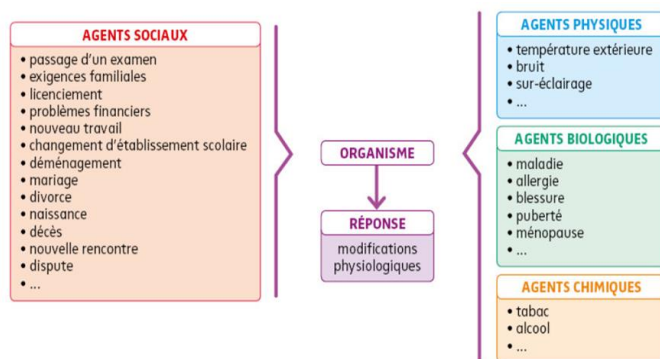 AGENTS SOCIAUX
• passage d'un examen
• exigences familiales
• licenciement
• problèmes financiers
• nouveau travail
• changement d'établissement scolaire
• déménagement
• mariage
• divorce
• naissance
• décès
• nouvelle rencontre
• dispute
• ...
ORGANISME
RÉPONSE
modifications
physiologiques
AGENTS PHYSIQUES
• température extérieure
• bruit
• sur-éclairage
• ...
AGENTS BIOLOGIQUES
• maladie
• allergie
• blessure
• puberté
• ménopause
• ...
AGENTS CHIMIQUES
• tabac
• alcool
• ...